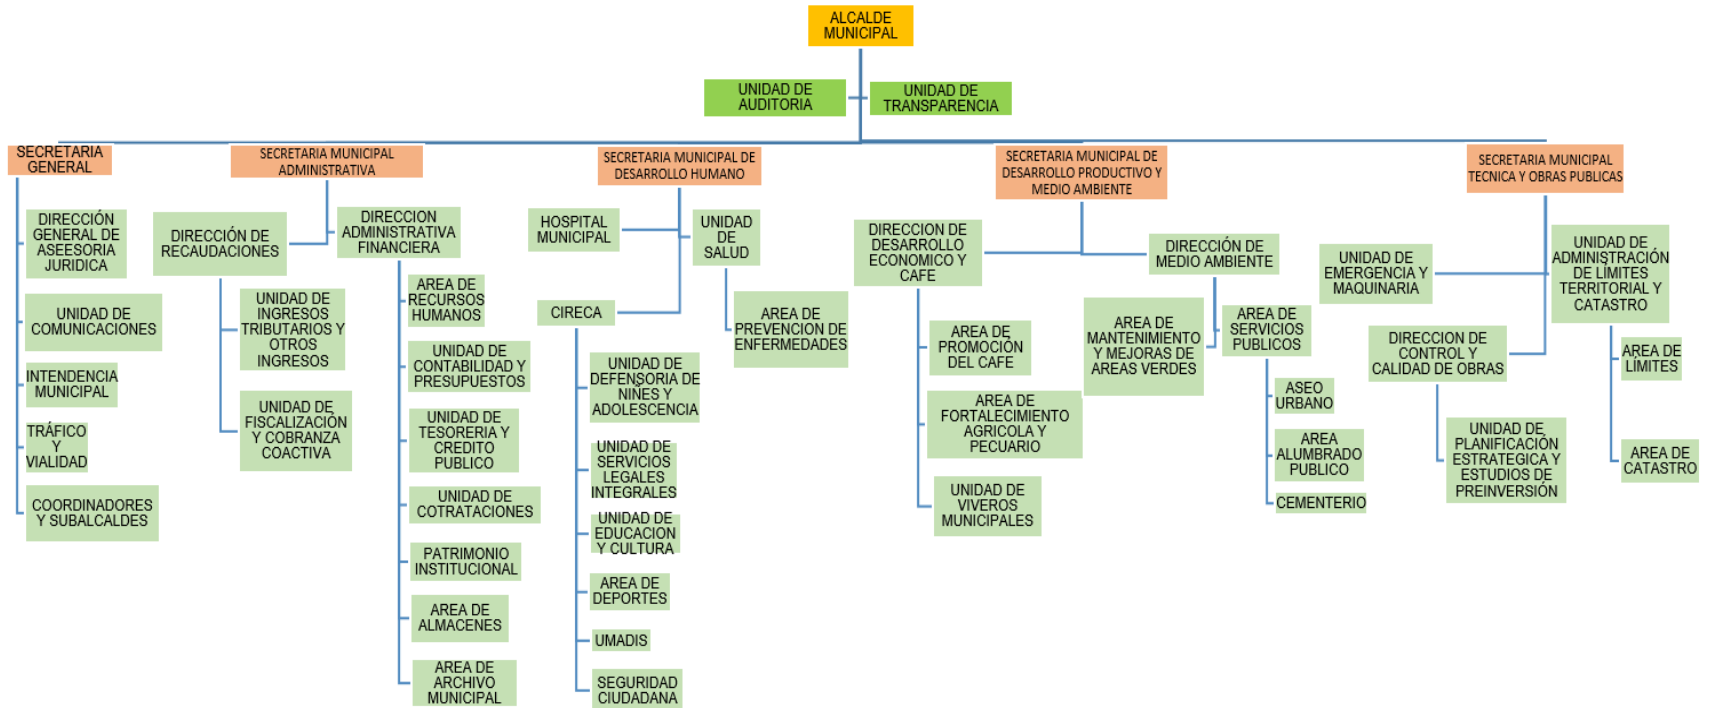 ALCALDE
MUNICIPAL
UNIDAD DE
AUDITORIA
UNIDAD DE
TRANSPARENCIA
SECRETARIA
GENERAL
DIRECCIÓN
GENERAL DE
ASEESORIA
JURIDICA
UNIDAD DE
COMUNICACIONES
INTENDENCIA
MUNICIPAL
TRÁFICO
Y
VIALIDAD
COORDINADORES
Y SUBALCALDES
SECRETARIA MUNICIPAL
ADMINISTRATIVA
DIRECCIÓN DE
RECAUDACIONES
UNIDAD DE
INGRESOS
TRIBUTARIOS Y
OTROS
INGRESOS
UNIDAD DE
FISCALIZACIÓN
Y COBRANZA
COACTIVA
DIRECCION
ADMINISTRATIVA
FINANCIERA
AREA DE
RECURSOS
HUMANOS
UNIDAD DE
CONTABILIDAD Y
PRESUPUESTOS
UNIDAD DE
TESORERIA Y
CREDITO
PUBLICO
UNIDAD DE
COTRATACIONES
PATRIMONIO
INSTITUCIONAL
AREA DE
ALMACENES
AREA DE
ARCHIVO
MUNICIPAL
SECRETARIA MUNICIPAL DE
DESARROLLO HUMANO
HOSPITAL
MUNICIPAL
UNIDAD
DE
SALUD
AREA DE
PREVENCION DE
ENFERMEDADES
CIRECA
UNIDAD DE
DEFENSORIA DE
NIÑES Y
ADOLESCENCIA
UNIDAD DE
SERVICIOS
LEGALES
INTEGRALES
UNIDAD DE
EDUCACION
Y CULTURA
AREA DE
DEPORTES
UMADIS
SEGURIDAD
CIUDADANA
SECRETARIA MUNICIPAL DE
DESARROLLO PRODUCTIVO Y
MEDIO AMBIENTE
DIRECCION DE
DESARROLLO
ECONOMICO Y
CAFE
AREA DE
PROMOCIÓN
DEL CAFE
AREA DE
FORTALECIMIENTO
AGRICOLA Y
PECUARIO
UNIDAD DE
VIVEROS
MUNICIPALES
DIRECCIÓN DE
MEDIO AMBIENTE
AREA DE
MANTENIMIENTO
Y MEJORAS DE
AREAS VERDES
AREA DE
SERVICIOS
PUBLICOS
ASEO
URBANO
AREA
ALUMBRADO
PUBLICO
CEMENTERIO
SECRETARIA MUNICIPAL
TECNICA Y OBRAS PUBLICAS
UNIDAD DE
EMERGENCIA Y
MAQUINARIA
DIRECCION DE
CONTROL Y
CALIDAD DE OBRAS
UNIDAD DE
PLANIFICACIÓN
ESTRATEGICA Y
ESTUDIOS DE
PREINVERSIÓN
UNIDAD DE
ADMINISTRACIÓN
DE LÍMITES
TERRITORIAL Y
CATASTRO
AREA DE
LÍMITES
AREA DE
CATASTRO